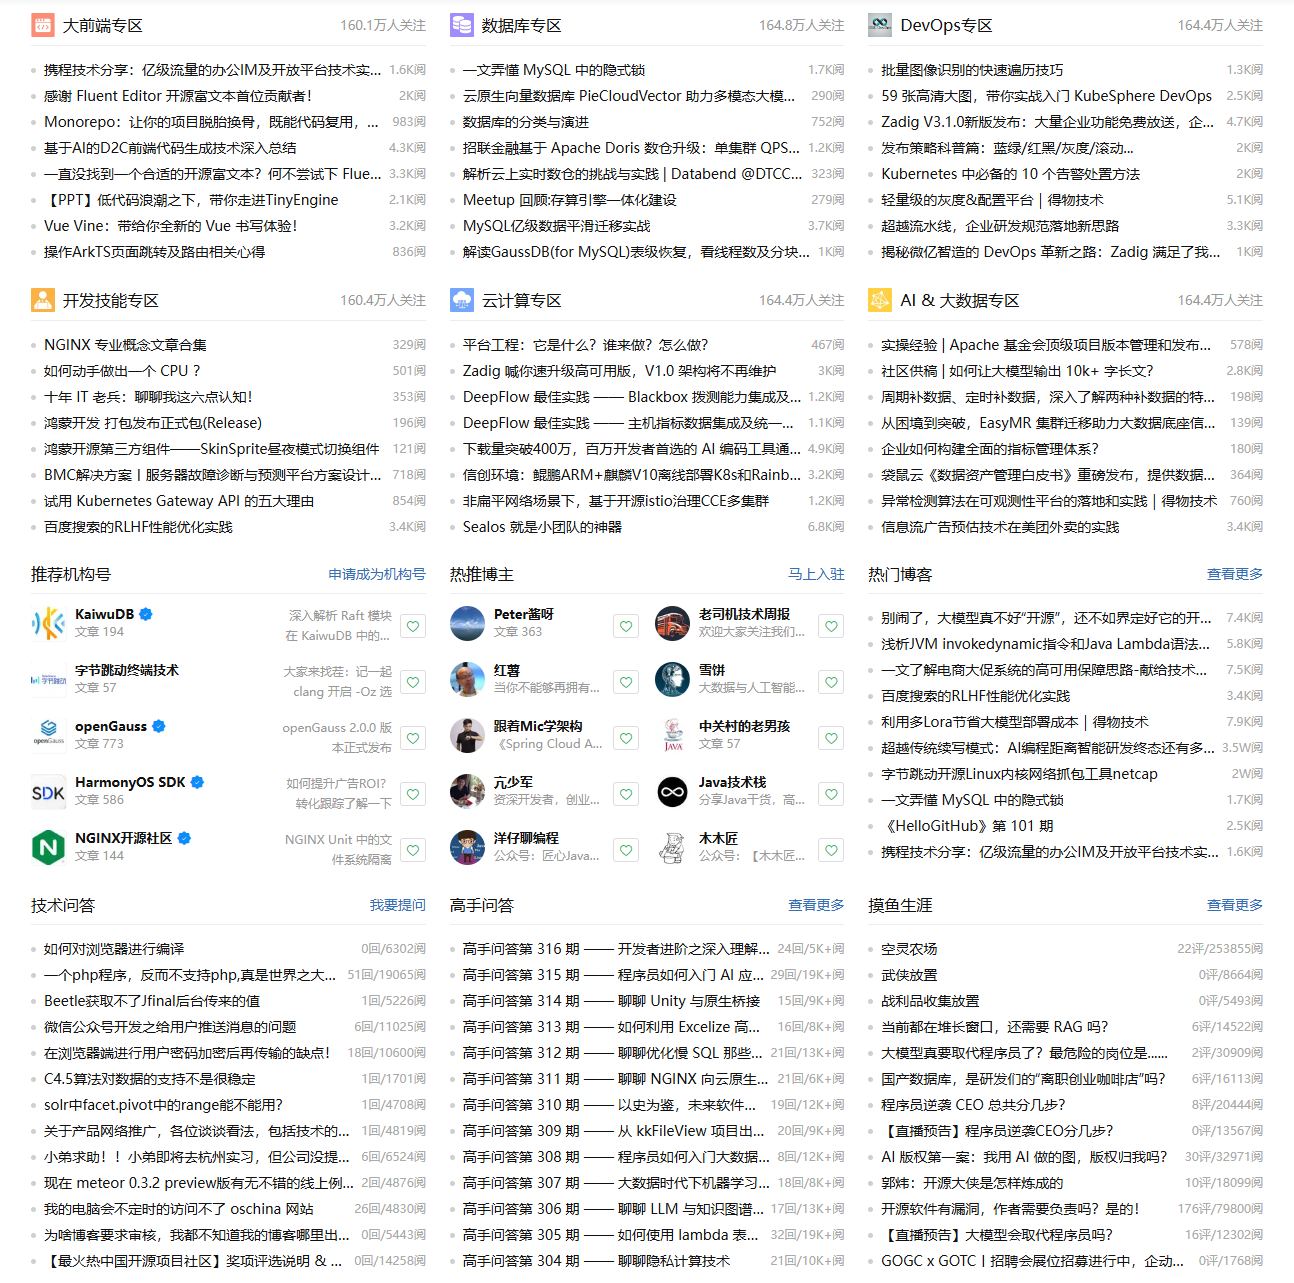 大前端专区 160.1万人关注
携程技术分享：亿级流量的办公IM及开放平台技术实... 1.6K阅
感谢 Fluent Editor 开源富文本首位贡献者！ 2K阅
Monorepo：让你的项目脱胎换骨，既能代码复用，... 983阅
基于AI的D2C前端代码生成技术深入总结 4.3K阅
一直没找到一个合适的开源富文本？何不尝试下 Flue... 3.3K阅
【PPT】低代码浪潮之下，带你走进TinyEngine 2.1K阅
Vue Vine：带给你全新的 Vue 书写体验！ 3.2K阅
操作ArkTS页面跳转及路由相关心得 836阅
数据库专区 164.8万人关注
一文弄懂 MySQL 中的隐式锁 1.7K阅
云原生向量数据库 PieCloudVector 助力多模态大模... 290阅
数据库的分类与演进 752阅
招联金融基于 Apache Doris 数仓升级：单集群 QPS... 1.2K阅
解析云上实时数仓的挑战与实践 | Databend @DTCC... 323阅
Meetup 回顾:存算引擎一体化建设 279阅
MySQL亿级数据平滑迁移实战 3.7K阅
解读GaussDB(for MySQL)表级恢复，看线程数及分块... 1K阅
DevOps专区 164.4万人关注
批量图像识别的快速遍历技巧 1.3K阅
59 张高清大图，带你实战入门 KubeSphere DevOps 2.5K阅
Zadig V3.1.0新版发布：大量企业功能免费放送，企... 4.7K阅
发布策略科普篇：蓝绿/红黑/灰度/滚动... 2K阅
Kubernetes 中必备的 10 个告警处置方法 2K阅
轻量级的灰度&配置平台｜得物技术 5.1K阅
超越流水线，企业研发规范落地新思路 3.3K阅
揭秘微亿智造的 DevOps 革新之路：Zadig 满足了我... 1K阅
开发技能专区 160.4万人关注
NGINX 专业概念文章合集 329阅
如何动手做出一个 CPU ? 501阅
十年 IT 老兵：聊聊我这六点认知！ 353阅
鸿蒙开发 打包发布正式包(Release) 196阅
鸿蒙开源第三方组件——SkinSprite昼夜模式切换组件 121阅
BMC解决方案丨服务器故障诊断与预测平台方案设计... 718阅
试用 Kubernetes Gateway API 的五大理由 854阅
百度搜索的RLHF性能优化实践 3.4K阅
云计算专区 164.4万人关注
平台工程：它是什么？谁来做？怎么做？ 467阅
Zadig 喊你速升级高可用版，V1.0 架构将不再维护 3K阅
DeepFlow 最佳实践 —— Blackbox 拨测能力集成及... 1.2K阅
DeepFlow 最佳实践 —— 主机指标数据集成及统一... 1.1K阅
下载量突破400万，百万开发者首选的 AI 编码工具通... 4.9K阅
信创环境：鲲鹏ARM+麒麟V10离线部署K8s和Rainb... 3.2K阅
非扁平网络场景下，基于开源istio治理CCE多集群 1.2K阅
Sealos 就是小团队的神器 6.8K阅
AI & 大数据专区 164.4万人关注
实操经验 | Apache 基金会顶级项目版本管理和发布... 578阅
社区供稿 | 如何让大模型输出 10k+ 字长文？ 2.8K阅
周期补数据、定时补数据，深入了解两种补数据的特... 198阅
从困境到突破，EasyMR 集群迁移助力大数据底座信... 139阅
企业如何构建全面的指标管理体系？ 180阅
袋鼠云《数据资产管理白皮书》重磅发布，提供数据... 364阅
异常检测算法在可观测性平台的落地和实践｜得物技术 760阅
信息流广告预估技术在美团外卖的实践 3.4K阅
推荐机构号 申请成为机构号
KaiwuDB
文章 194
深入解析 Raft 模块
在 KaiwuDB 中的...
字节跳动终端技术
文章 57
大家来找茬：记一起
clang 开启 -Oz 选
openGauss
文章 773
openGauss 2.0.0 版
本正式发布
SDK
HarmonyOS SDK
文章 586
如何提升广告ROI？
转化跟踪了解一下
NGINX开源社区
文章 144
NGINX Unit 中的文
件系统隔离
热推博主 马上入驻
Peter酱呀
文章 363
老司机技术周报
欢迎大家关注我们...
红薯
当你不能够再拥有...
雪饼
大数据与人工智能...
跟着Mic学架构
《Spring Cloud A...
中关村的老男孩
文章 57
亢少军
资深开发者，创业...
Java技术栈
分享Java干货，高...
洋仔聊编程
公众号：匠心Java...
木木匠
公众号：【木木匠...
热门博客 查看更多
别闹了，大模型真不好“开源”，还不如界定好它的开... 7.4K阅
浅析JVM invokedynamic指令和Java Lambda语法... 5.8K阅
一文了解电商大促系统的高可用保障思路-献给技术... 7.5K阅
百度搜索的RLHF性能优化实践 3.4K阅
利用多Lora节省大模型部署成本｜得物技术 7.9K阅
超越传统续写模式：AI编程距离智能研发终态还有多... 3.5W阅
字节跳动开源Linux内核网络抓包工具netcap 2W阅
一文弄懂 MySQL 中的隐式锁 1.7K阅
《HelloGitHub》第 101 期 2.5K阅
携程技术分享：亿级流量的办公IM及开放平台技术实... 1.6K阅
技术问答 我要提问
如何对浏览器进行编译 0回/6302阅
一个php程序，反而不支持php,真是世界之大... 51回/19065阅
Beetle获取不了Jfinal后台传来的值 1回/5226阅
微信公众号开发之给用户推送消息的问题 6回/11025阅
在浏览器端进行用户密码加密后再传输的缺点！ 18回/10600阅
C4.5算法对数据的支持不是很稳定 1回/1701阅
solr中facet.pivot中的range能不能用？ 1回/4708阅
关于产品网络推广，各位谈谈看法，包括技术的... 1回/4819阅
小弟求助！！小弟即将去杭州实习，但公司没提... 6回/6524阅
现在 meteor 0.3.2 preview版有无不错的线上例... 2回/4876阅
我的电脑会不定时的访问不了 oschina 网站 26回/4830阅
为啥博客要求审核，我都不知道我的博客哪里出... 0回/5443阅
【最火热中国开源项目社区】奖项评选说明 & ... 0回/14258阅
高手问答 查看更多
高手问答第 316 期 —— 开发者进阶之深入理解... 24回/5K+阅
高手问答第 315 期 —— 程序员如何入门 AI 应... 29回/19K+阅
高手问答第 314 期 —— 聊聊 Unity 与原生桥接 15回/9K+阅
高手问答第 313 期 —— 如何利用 Excelize 高... 16回/8K+阅
高手问答第 312 期 —— 聊聊优化慢 SQL 那些... 21回/13K+阅
高手问答第 311 期 —— 聊聊 NGINX 向云原生... 21回/6K+阅
高手问答第 310 期 —— 以史为鉴，未来软件... 19回/12K+阅
高手问答第 309 期 —— 从 kkFileView 项目出... 20回/9K+阅
高手问答第 308 期 —— 程序员如何入门大数据... 8回/12K+阅
高手问答第 307 期 —— 大数据时代下机器学习... 18回/8K+阅
高手问答第 306 期 —— 聊聊 LLM 与知识图谱... 17回/13K+阅
高手问答第 305 期 —— 如何使用 lambda 表... 32回/19K+阅
高手问答第 304 期 —— 聊聊隐私计算技术 21回/10K+阅
摸鱼生涯 查看更多
空灵农场 22评/253855阅
武侠放置 0评/8664阅
战利品收集放置 0评/5493阅
当前都在堆长窗口，还需要 RAG 吗？ 6评/14522阅
大模型真要取代程序员了？最危险的岗位是...... 2评/30909阅
国产数据库，是研发们的“离职创业咖啡店”吗？ 6评/16113阅
程序员逆袭 CEO 总共分几步？ 8评/20444阅
【直播预告】程序员逆袭CEO分几步？ 0评/13567阅
AI 版权第一案：我用 AI 做的图，版权归我吗？ 30评/32971阅
郭炜：开源大侠是怎样炼成的 10评/18099阅
开源软件有漏洞，作者需要负责吗？是的！ 176评/79800阅
【直播预告】大模型会取代程序员吗？ 16评/12302阅
GOGC x GOTC丨招聘会展位招募进行中，企动... 0评/1768阅